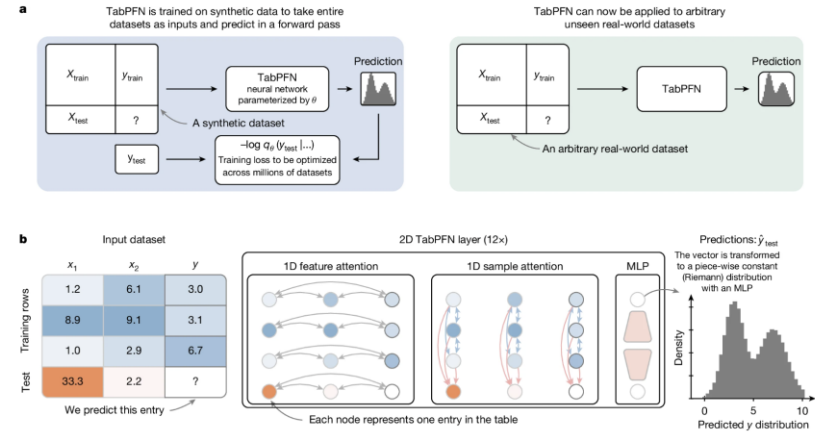 a
TabPFN is trained on synthetic data to take entire
datasets as inputs and predict in a forward pass
X_train
y_train
X_test
?
TabPFN
neural network
parameterized by θ
Prediction
A synthetic dataset
y_test
–log q_θ (y_test |...)
Training loss to be optimized
across millions of datasets
TabPFN can now be applied to arbitrary
unseen real-world datasets
X_train
y_train
X_test
?
TabPFN
Prediction
An arbitrary real-world dataset
b
Input dataset
x₁ x₂ y
Training rows
1.2 6.1 3.0
8.9 9.1 3.1
1.0 2.9 6.7
Test
33.3 2.2 ?
We predict this entry
2D TabPFN layer (12×)
1D feature attention
1D sample attention
MLP
Each node represents one entry in the table
Predictions: ŷ_test
The vector is transformed
to a piece-wise constant
(Riemann) distribution
with an MLP
Density
0 5 10
Predicted y distribution